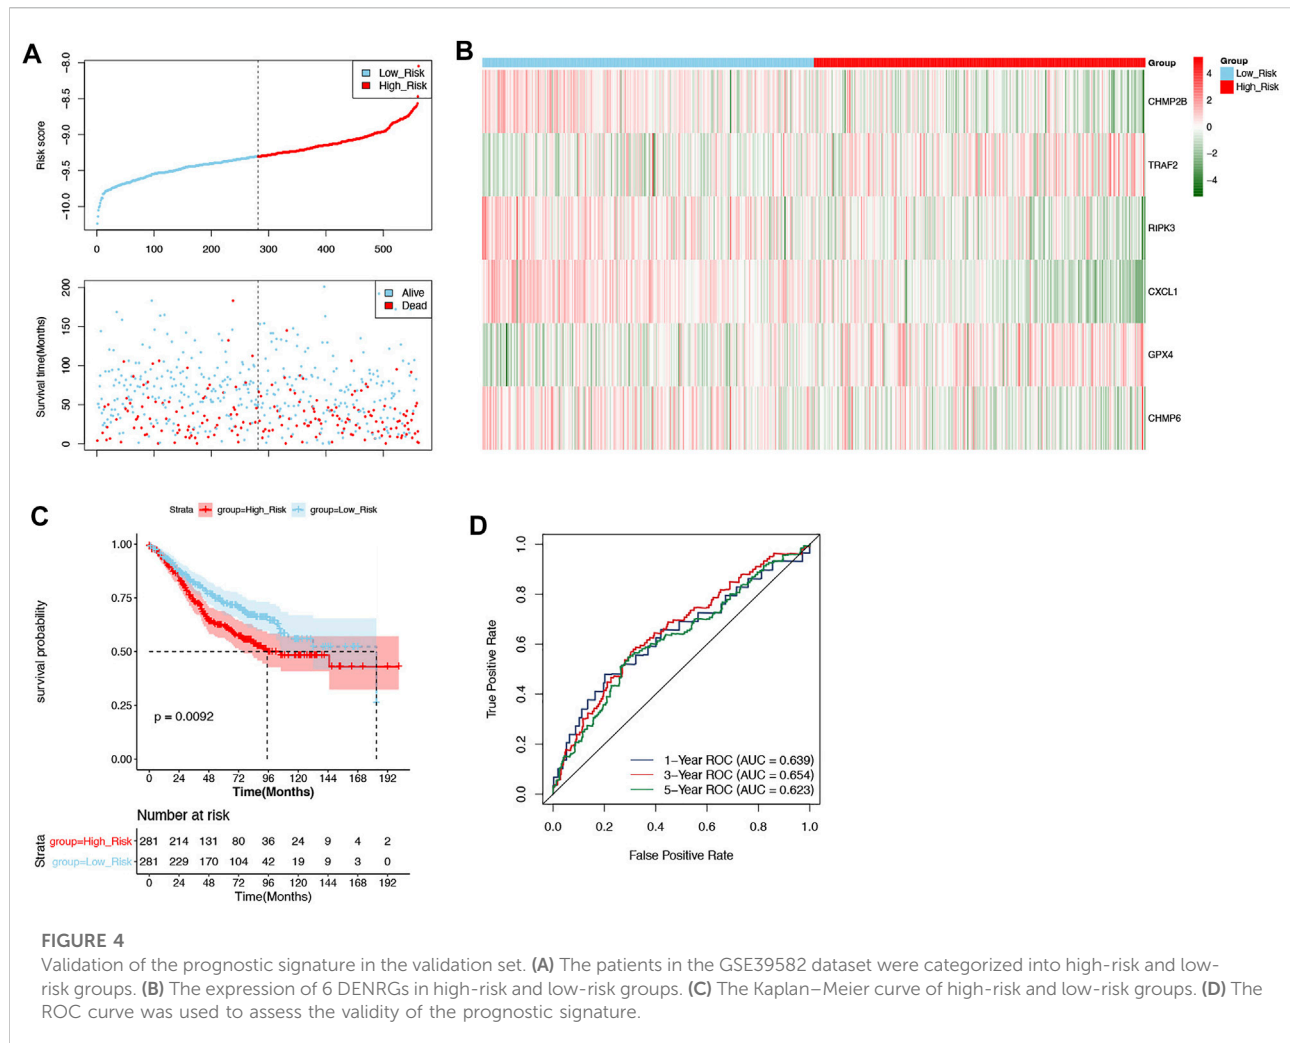 A
Low_Risk
High_Risk
Risk score
−8.0
−8.5
−9.0
−9.5
−10.0
0 100 200 300 400 500
Alive
Dead
Survival time(Months)
200
150
100
50
0
B
Group
CHMP2B
TRAF2
RIPK3
CXCL1
GPX4
CHMP6
4
2
0
−2
−4
Group
Low_Risk
High_Risk
C
Strata group=High_Risk group=Low_Risk
survival probability
1.00
0.75
0.50
0.25
0.00
p = 0.0092
0 24 48 72 96 120 144 168 192
Time(Months)
Number at risk
Strata
group=High_Risk 281 214 131 80 36 24 9 4 2
group=Low_Risk 281 229 170 104 42 19 9 3 0
0 24 48 72 96 120 144 168 192
Time(Months)
D
True Positive Rate
1.0
0.8
0.6
0.4
0.2
0.0
1−Year ROC (AUC = 0.639)
3−Year ROC (AUC = 0.654)
5−Year ROC (AUC = 0.623)
0.0 0.2 0.4 0.6 0.8 1.0
False Positive Rate
FIGURE 4
Validation of the prognostic signature in the validation set. (A) The patients in the GSE39582 dataset were categorized into high-risk and low-
risk groups. (B) The expression of 6 DENRGs in high-risk and low-risk groups. (C) The Kaplan–Meier curve of high-risk and low-risk groups. (D) The
ROC curve was used to assess the validity of the prognostic signature.